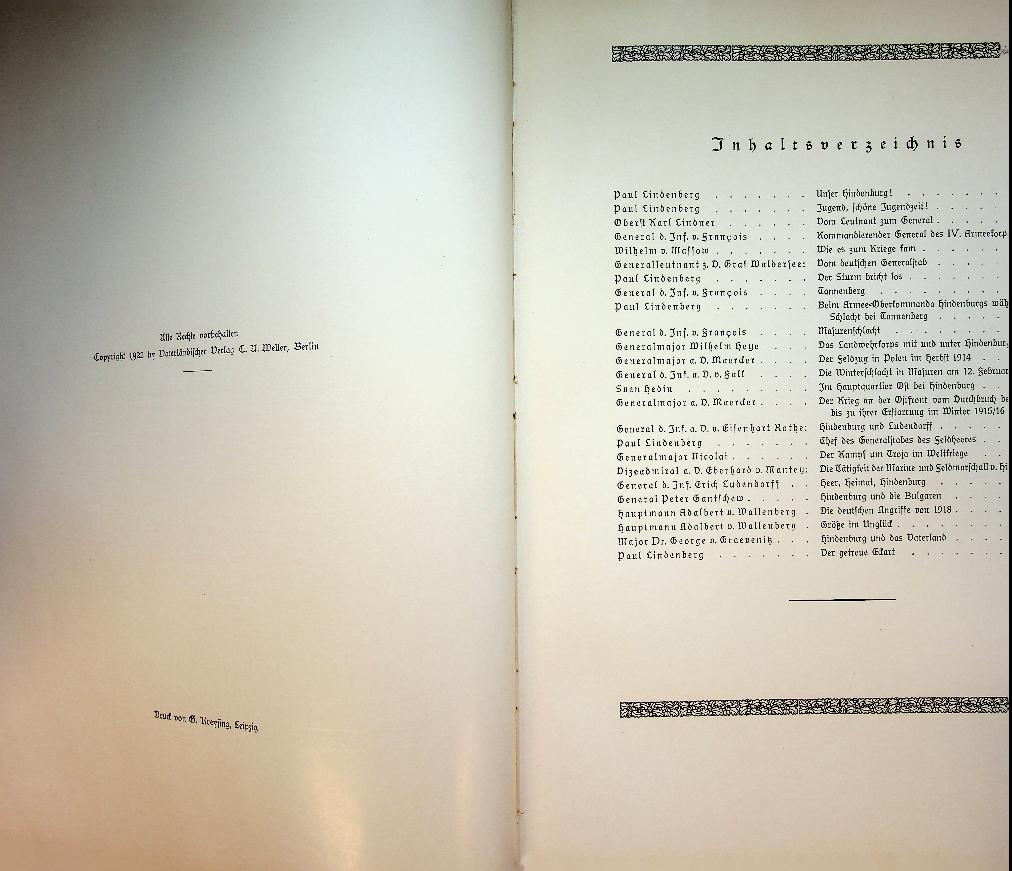 Alle Rechte vorbehalten
Copyright 1922 by Vaterländischer Verlag C. A. Weller, Berlin
Druck von G. Kreysing, Leipzig
Inhaltsverzeichnis
Paul Lindenberg . . . . . . . Unser Hindenburg! . . . . . .
Paul Lindenberg . . . . . . . Jugend, schöne Jugendzeit! . . . . .
Oberst Karl Lindner . . . . . . Vom Leutnant zum General . . . . .
General d. Inf. v. François . . . . Kommandierender General des IV. Armeekorp
Wilhelm v. Massow . . . . . . Wie es zum Kriege kam . . . . . .
Generalleutnant z. D. Graf Waldersee: Vom deutschen Generalstab . . . . .
Paul Lindenberg . . . . . . . Der Sturm bricht los . . . . . .
General d. Inf. v. François . . . . Tannenberg . . . . . . .
Paul Lindenberg . . . . . . . Beim Armee-Oberkommando Hindenburgs wäh
Schlacht bei Tannenberg . . . . .
General d. Inf. v. François . . . . Masurenschlacht . . . . . . .
Generalmajor Wilhelm Heye . . . . Das Landwehrkorps mit und unter Hindenburg
Generalmajor a. D. Maercker . . . . Der Feldzug in Polen im Herbst 1914 . .
General d. Inf. a. D. v. Falk . . . . Die Winterschlacht in Masuren am 12. Februar
Sven Hedin . . . . . . . . . Im Hauptquartier Ost bei Hindenburg . .
Generalmajor a. D. Maercker . . . . Der Krieg an der Ostfront vom Durchbruch be
bis zu ihrer Erstarrung im Winter 1915/16
General d. Inf. a. D. v. Eisenhart Rothe: Hindenburg und Ludendorff . . . . .
Paul Lindenberg . . . . . . . Chef des Generalstabes des Feldheeres . .
Generalmajor Nicolai . . . . . . Der Kampf um Troja im Weltkriege . . .
Vizeadmiral a. D. Eberhard v. Mantey: Die Tätigkeit der Marine und Feldmarschall v. Hi
General d. Inf. Erich Ludendorff . . Heer, Heimat, Hindenburg . . . . .
General Peter Gantschew . . . . . Hindenburg und die Bulgaren . . . .
Hauptmann Adalbert v. Wallenberg . Die deutschen Angriffe von 1918 . . . .
Hauptmann Adalbert v. Wallenberg . Größe im Unglück . . . . . . .
Major Dr. George v. Graevenitz . . . Hindenburg und das Vaterland . . . .
Paul Lindenberg . . . . . . . Der getreue Eckart . . . . . .